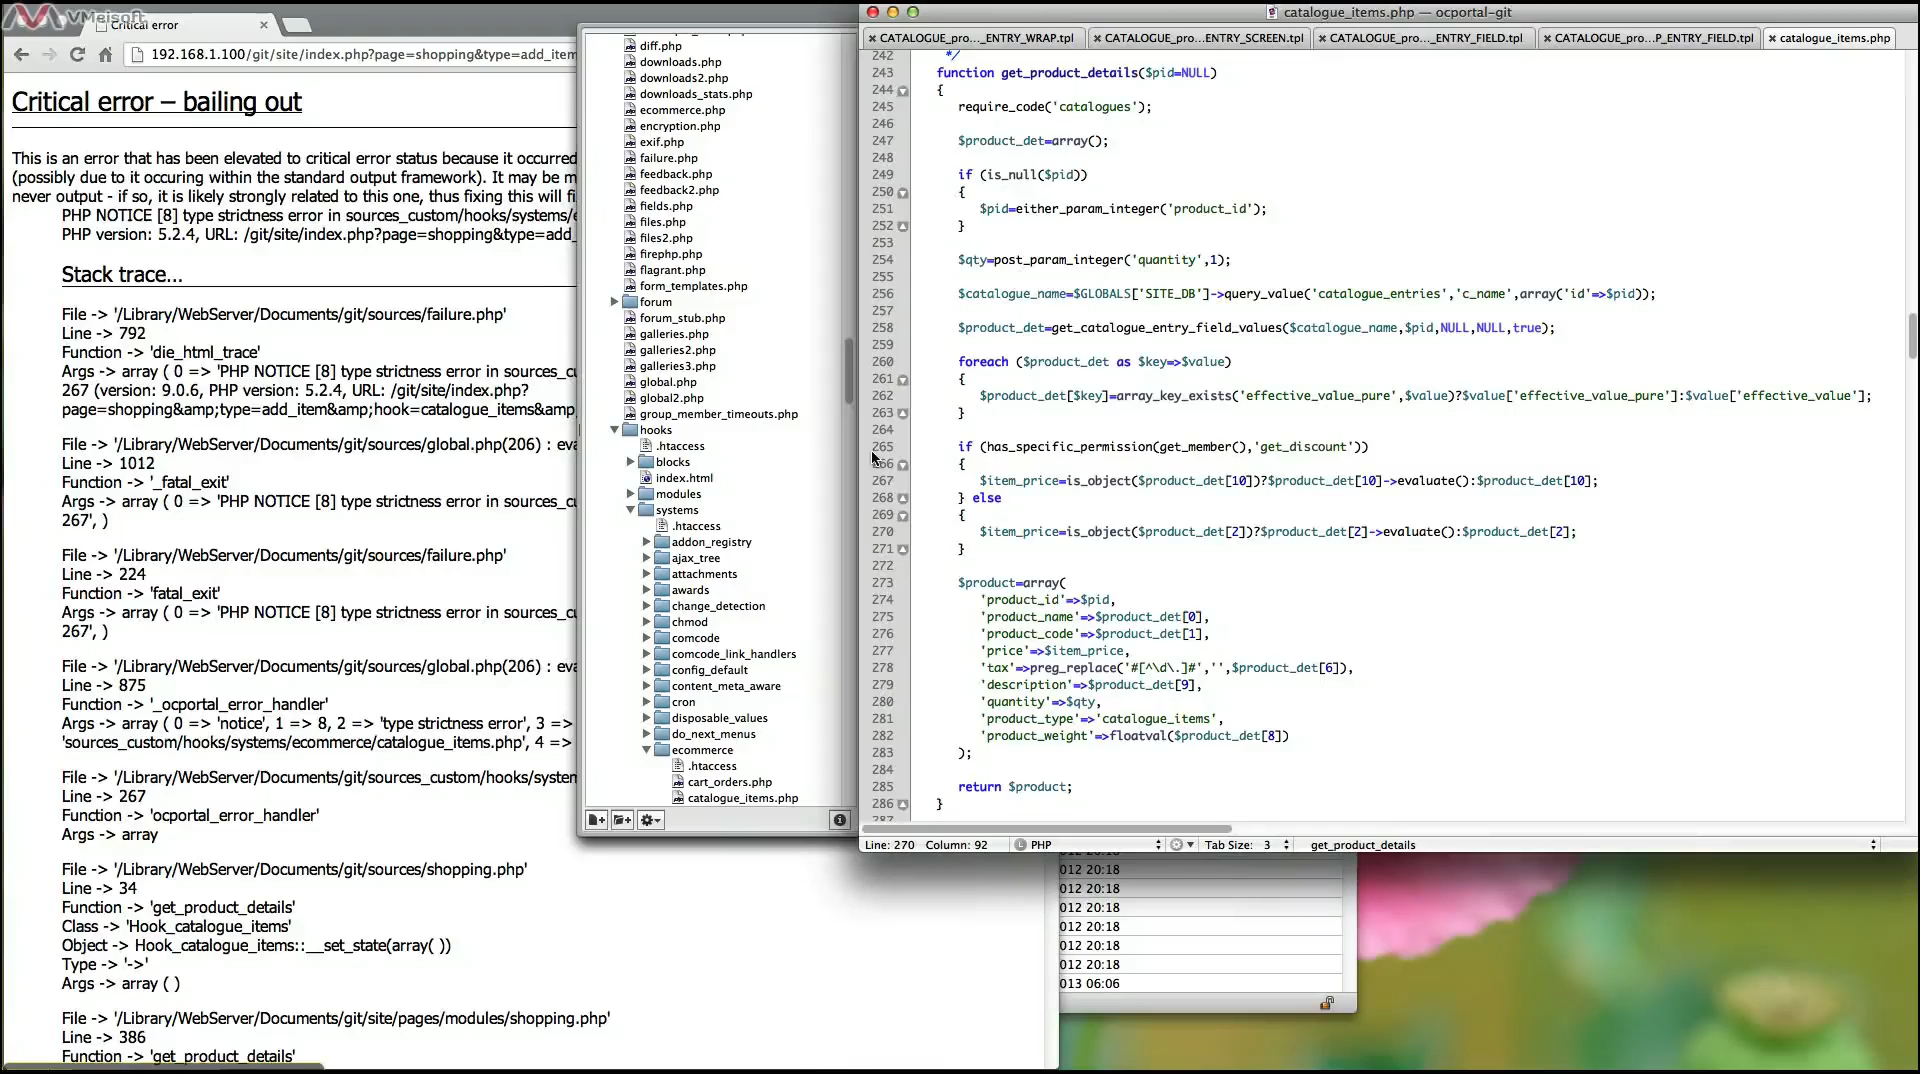 VMeisoft
Critical error
192.168.1.100/git/site/index.php?page=shopping&type=add_item
Critical error – bailing out
This is an error that has been elevated to critical error status because it occurred
(possibly due to it occuring within the standard output framework). It may be m
never output - if so, it is likely strongly related to this one, thus fixing this will fi
PHP NOTICE [8] type strictness error in sources_custom/hooks/systems/e
PHP version: 5.2.4, URL: /git/site/index.php?page=shopping&type=add_
Stack trace...
File -> '/Library/WebServer/Documents/git/sources/failure.php'
Line -> 792
Function -> 'die_html_trace'
Args -> array ( 0 => 'PHP NOTICE [8] type strictness error in sources_cu
267 (version: 9.0.6, PHP version: 5.2.4, URL: /git/site/index.php?
page=shopping&amp;type=add_item&amp;hook=catalogue_items&amp;
File -> '/Library/WebServer/Documents/git/sources/global.php(206) : eva
Line -> 1012
Function -> '_fatal_exit'
Args -> array ( 0 => 'PHP NOTICE [8] type strictness error in sources_cu
267', )
File -> '/Library/WebServer/Documents/git/sources/failure.php'
Line -> 224
Function -> 'fatal_exit'
Args -> array ( 0 => 'PHP NOTICE [8] type strictness error in sources_cu
267', )
File -> '/Library/WebServer/Documents/git/sources/global.php(206) : eva
Line -> 875
Function -> '_ocportal_error_handler'
Args -> array ( 0 => 'notice', 1 => 8, 2 => 'type strictness error', 3 =>
'sources_custom/hooks/systems/ecommerce/catalogue_items.php', 4 =>
File -> '/Library/WebServer/Documents/git/sources_custom/hooks/system
Line -> 267
Function -> 'ocportal_error_handler'
Args -> array
File -> '/Library/WebServer/Documents/git/sources/shopping.php'
Line -> 34
Function -> 'get_product_details'
Class -> 'Hook_catalogue_items'
Object -> Hook_catalogue_items::__set_state(array( ))
Type -> '->'
Args -> array ( )
File -> '/Library/WebServer/Documents/git/site/pages/modules/shopping.php'
Line -> 386
Function -> 'get_product_details'
diff.php
downloads.php
downloads2.php
downloads_stats.php
ecommerce.php
encryption.php
exif.php
failure.php
feedback.php
feedback2.php
fields.php
files.php
files2.php
firephp.php
flagrant.php
form_templates.php
forum
forum_stub.php
galleries.php
galleries2.php
galleries3.php
global.php
global2.php
group_member_timeouts.php
hooks
.htaccess
blocks
index.html
modules
systems
.htaccess
addon_registry
ajax_tree
attachments
awards
change_detection
chmod
comcode
comcode_link_handlers
config_default
content_meta_aware
cron
disposable_values
do_next_menus
ecommerce
.htaccess
cart_orders.php
catalogue_items.php
catalogue_items.php — ocportal-git
CATALOGUE_pro..._ENTRY_WRAP.tpl
CATALOGUE_pro...ENTRY_SCREEN.tpl
CATALOGUE_pro..._ENTRY_FIELD.tpl
CATALOGUE_pro...P_ENTRY_FIELD.tpl
catalogue_items.php
242 */
243 function get_product_details($pid=NULL)
244 {
245 require_code('catalogues');
246
247 $product_det=array();
248
249 if (is_null($pid))
250 {
251 $pid=either_param_integer('product_id');
252 }
253
254 $qty=post_param_integer('quantity',1);
255
256 $catalogue_name=$GLOBALS['SITE_DB']->query_value('catalogue_entries','c_name',array('id'=>$pid));
257
258 $product_det=get_catalogue_entry_field_values($catalogue_name,$pid,NULL,NULL,true);
259
260 foreach ($product_det as $key=>$value)
261 {
262 $product_det[$key]=array_key_exists('effective_value_pure',$value)?$value['effective_value_pure']:$value['effective_value'];
263 }
264
265 if (has_specific_permission(get_member(),'get_discount'))
266 {
267 $item_price=is_object($product_det[10])?$product_det[10]->evaluate():$product_det[10];
268 } else
269 {
270 $item_price=is_object($product_det[2])?$product_det[2]->evaluate():$product_det[2];
271 }
272
273 $product=array(
274 'product_id'=>$pid,
275 'product_name'=>$product_det[0],
276 'product_code'=>$product_det[1],
277 'price'=>$item_price,
278 'tax'=>preg_replace('#[^\d\.]#','',$product_det[6]),
279 'description'=>$product_det[9],
280 'quantity'=>$qty,
281 'product_type'=>'catalogue_items',
282 'product_weight'=>floatval($product_det[8])
283 );
284
285 return $product;
286 }
287
Line: 270 Column: 92 PHP Tab Size: 3 get_product_details
012 20:18
012 20:18
012 20:18
012 20:18
012 20:18
012 20:18
013 06:06